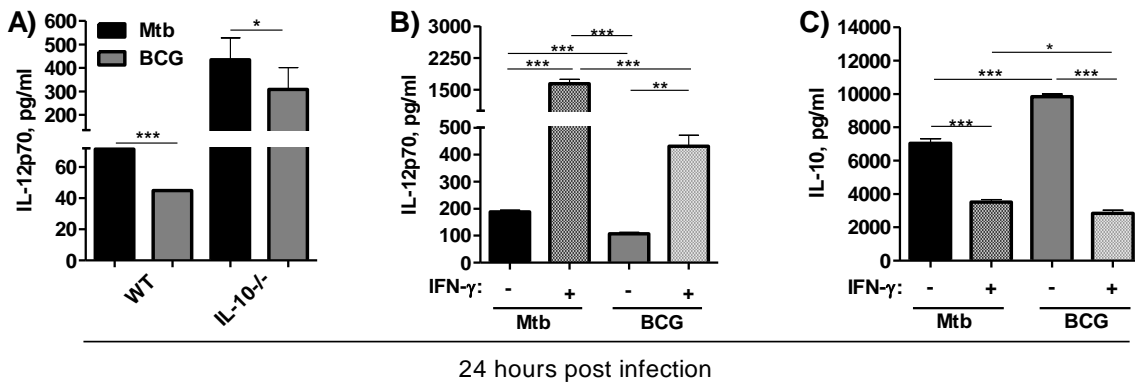 A)
IL-12p70, pg/ml
600
500
400
300
200
60
40
20
0
Mtb
BCG
*
***
WT
IL-10-/-
B)
IL-12p70, pg/ml
3000
2250
1500
500
400
300
200
100
0
***
***
*** ***
**
IFN-γ: - + - +
Mtb BCG
C)
IL-10, pg/ml
14000
12000
10000
8000
6000
4000
2000
0
*
*** ***
***
IFN-γ: - + - +
Mtb BCG
24 hours post infection